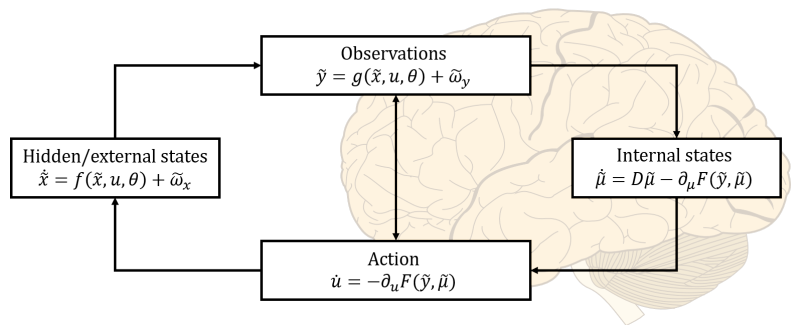 Observations
ỹ = g(x̃, u, θ) + ω̃_y
Hidden/external states
x̃̇ = f(x̃, u, θ) + ω̃_x
Internal states
μ̃̇ = Dμ̃ − ∂_μF(ỹ, μ̃)
Action
u̇ = −∂_uF(ỹ, μ̃)